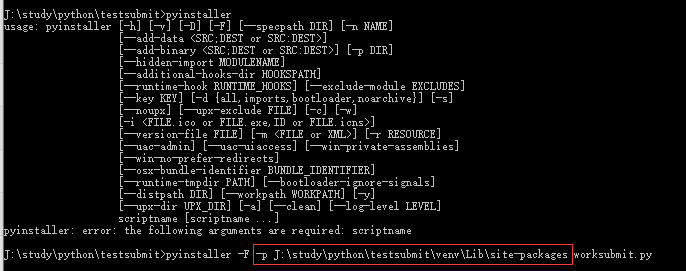 J:\study\python\testsubmit>pyinstaller
usage: pyinstaller [-h] [-v] [-D] [-F] [--specpath DIR] [-n NAME]
[--add-data <SRC;DEST or SRC:DEST>]
[--add-binary <SRC;DEST or SRC:DEST>] [-p DIR]
[--hidden-import MODULENAME]
[--additional-hooks-dir HOOKSPATH]
[--runtime-hook RUNTIME_HOOKS] [--exclude-module EXCLUDES]
[--key KEY] [-d {all,imports,bootloader,noarchive}] [-s]
[--noupx] [--upx-exclude FILE] [-c] [-w]
[-i <FILE.ico or FILE.exe,ID or FILE.icns>]
[--version-file FILE] [-m <FILE or XML>] [-r RESOURCE]
[--uac-admin] [--uac-uiaccess] [--win-private-assemblies]
[--win-no-prefer-redirects]
[--osx-bundle-identifier BUNDLE_IDENTIFIER]
[--runtime-tmpdir PATH] [--bootloader-ignore-signals]
[--distpath DIR] [--workpath WORKPATH] [-y]
[--upx-dir UPX_DIR] [-a] [--clean] [--log-level LEVEL]
scriptname [scriptname ...]
pyinstaller: error: the following arguments are required: scriptname
J:\study\python\testsubmit>pyinstaller -F -p J:\study\python\testsubmit\venv\Lib\site-packages worksubmit.py